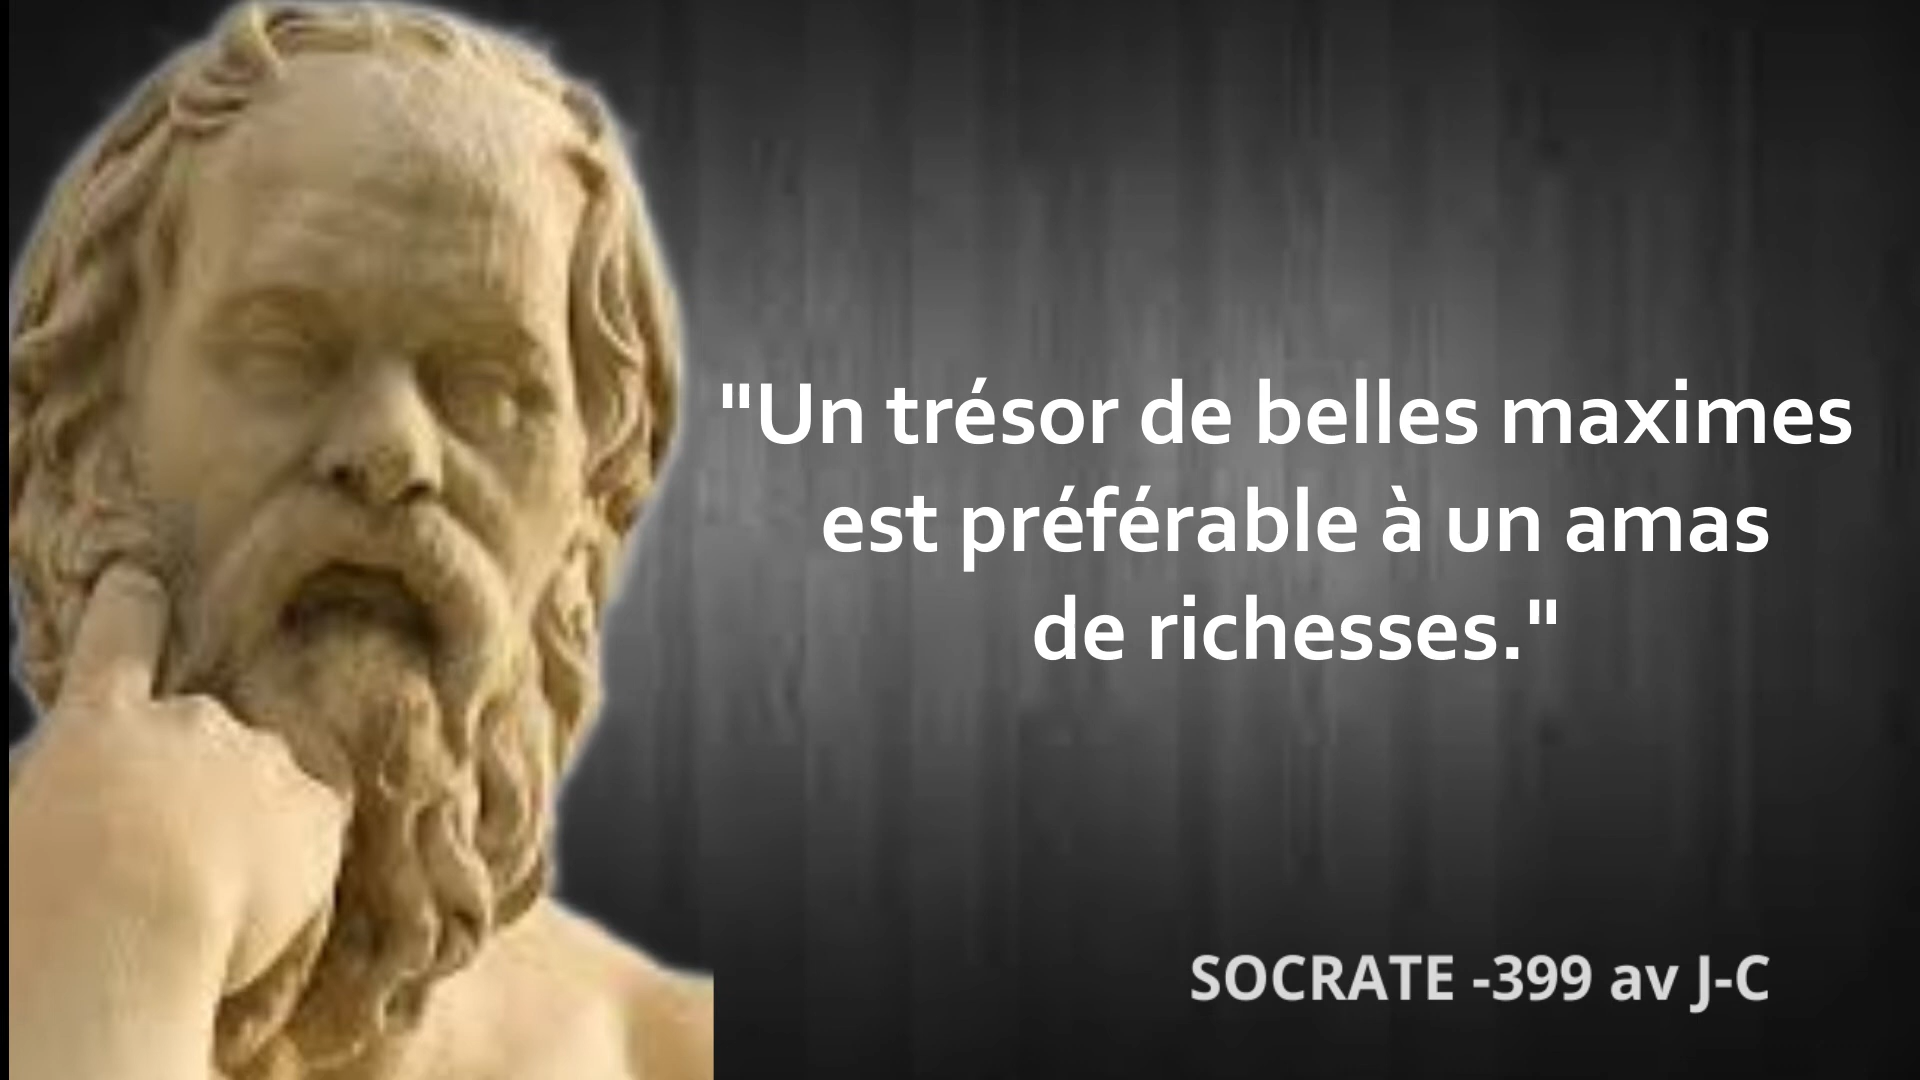 "Un trésor de belles maximes
est préférable à un amas
de richesses."
SOCRATE -399 av J-C